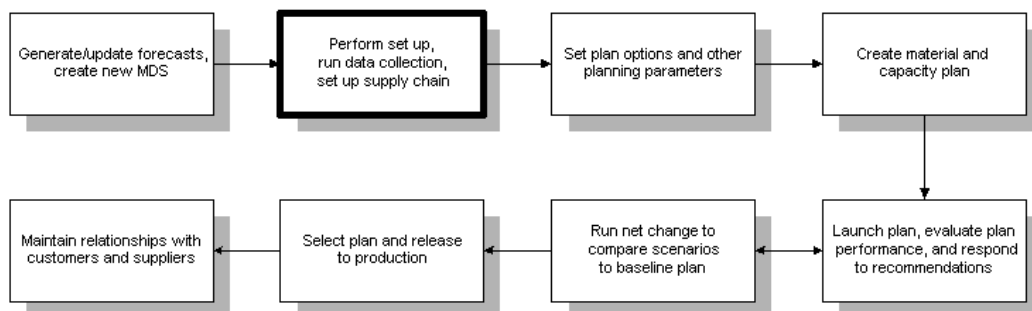 Generate/update forecasts,
create new MDS
Perform set up,
run data collection,
set up supply chain
Set plan options and other
planning parameters
Create material and
capacity plan
Maintain relationships with
customers and suppliers
Select plan and release
to production
Run net change to
compare scenarios
to baseline plan
Launch plan, evaluate plan
performance, and respond
to recommendations